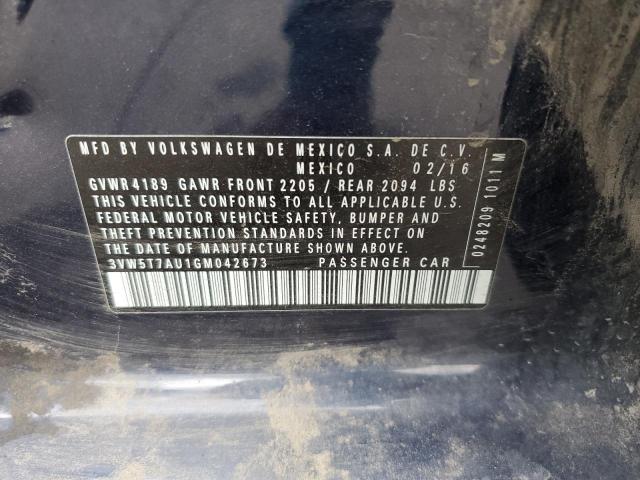 MFD BY VOLKSWAGEN DE MEXICO S.A. DE C.V.
MEXICO 02/16
GVWR 4189 GAWR FRONT 2205 / REAR 2094 LBS
THIS VEHICLE CONFORMS TO ALL APPLICABLE U.S.
FEDERAL MOTOR VEHICLE SAFETY, BUMPER AND
THEFT PREVENTION STANDARDS IN EFFECT ON
THE DATE OF MANUFACTURE SHOWN ABOVE.
3VW5T7AU1GM042673 PASSENGER CAR
0248209 1011 M